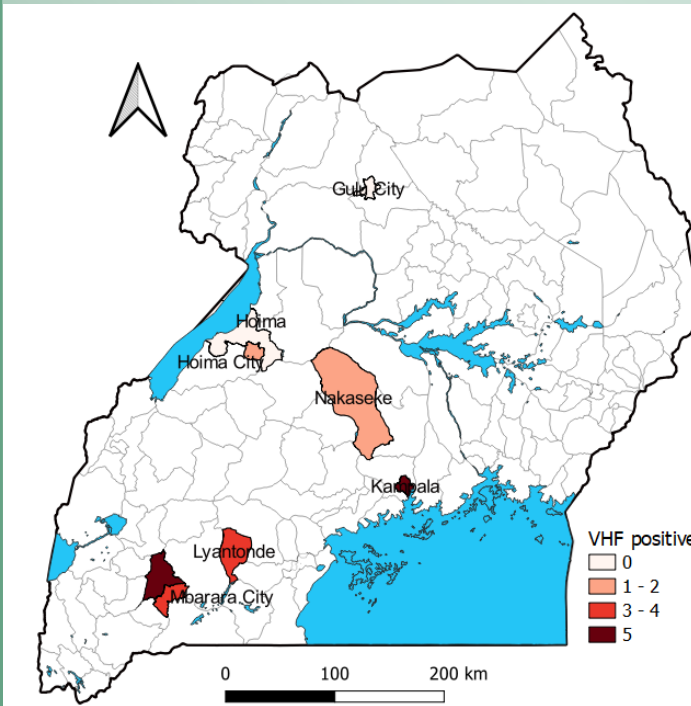 Gulu City
Hoima
Hoima City
Nakaseke
Kampala
Lyantonde
Mbarara City
VHF positive
0
1 - 2
3 - 4
5
0 100 200 km